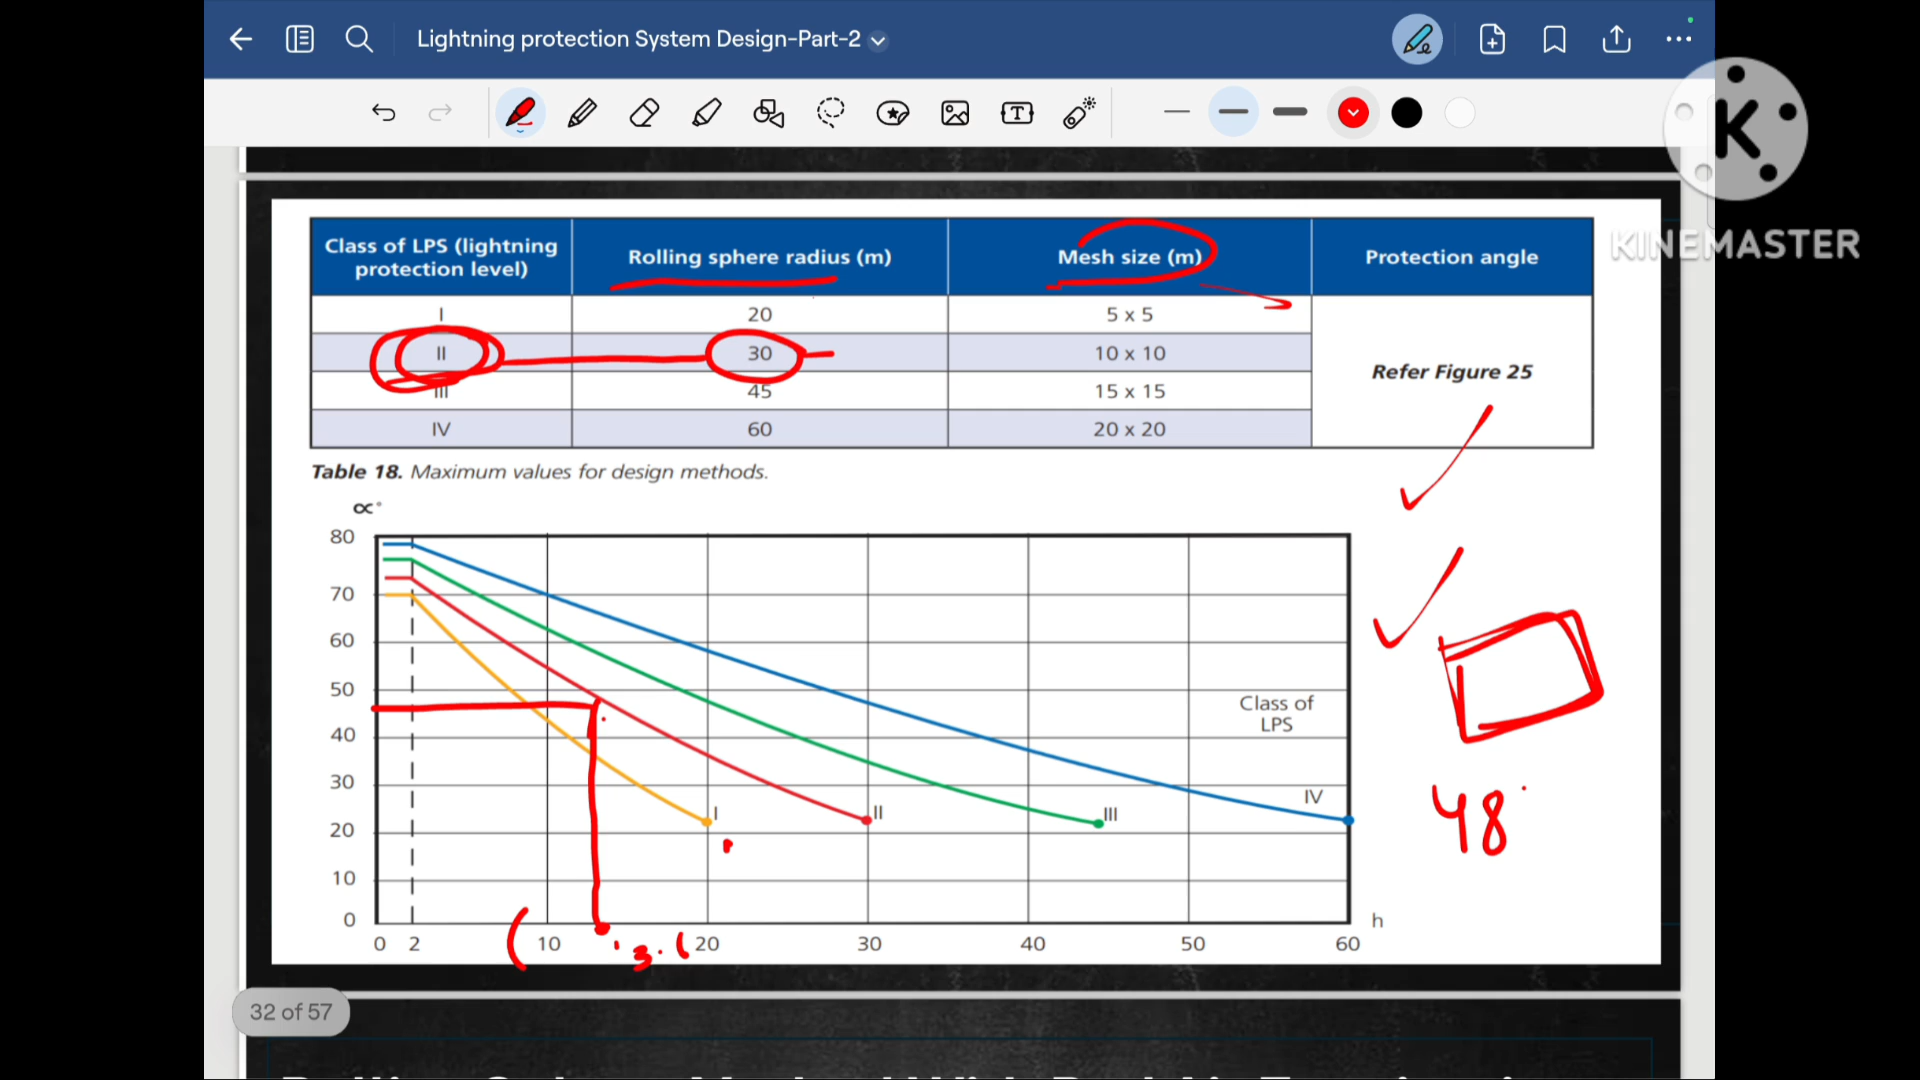 Lightning protection System Design-Part-2
KINEMASTER
Class of LPS (lightning protection level) Rolling sphere radius (m) Mesh size (m) Protection angle
I 20 5 x 5
II 30 10 x 10
Refer Figure 25
III 45 15 x 15
IV 60 20 x 20
Table 18. Maximum values for design methods.
∝°
80
70
60
50
40
30
20
10
0
Class of
LPS
I
II
III
IV
48
h
0 2 10 20 30 40 50 60
32 of 57